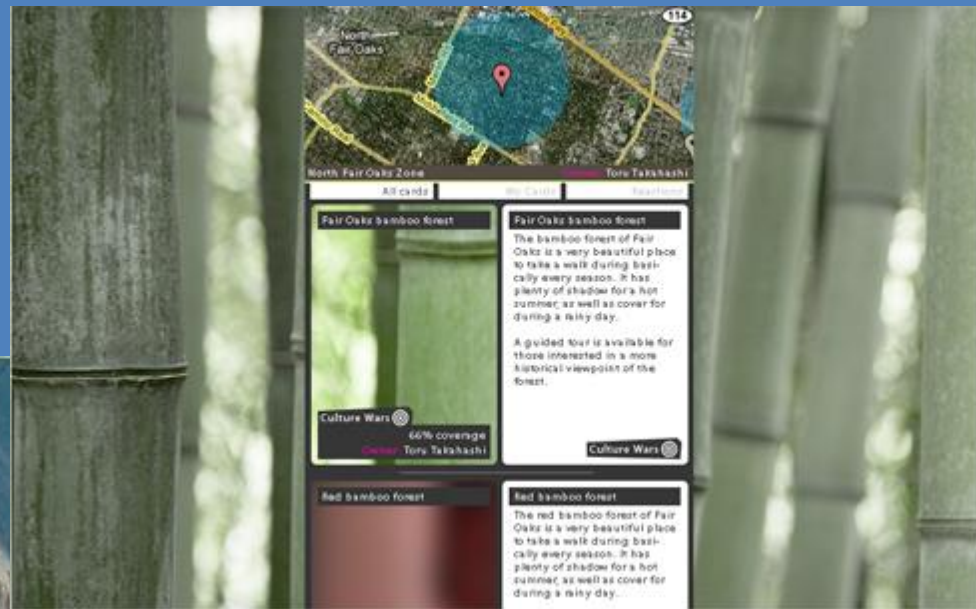 North
Fair Oaks
114
North Fair Oaks Zone
Owner: Toru Takahashi
All cards
My Cards
Reactions
Fair Oaks bamboo forest
Fair Oaks bamboo forest
The bamboo forest of Fair
Oaks is a very beautiful place
to take a walk during basi-
cally every season. It has
plenty of shadow for a hot
summer, as well as cover for
during a rainy day.
A guided tour is available for
those interested in a more
historical viewpoint of the
forest.
Culture Wars
66% coverage
Owner: Toru Takahashi
Culture Wars
Red bamboo forest
Red bamboo forest
The red bamboo forest of Fair
Oaks is a very beautiful place
to take a walk during basi-
cally every season. It has
plenty of shadow for a hot
summer, as well as cover for
during a rainy day.